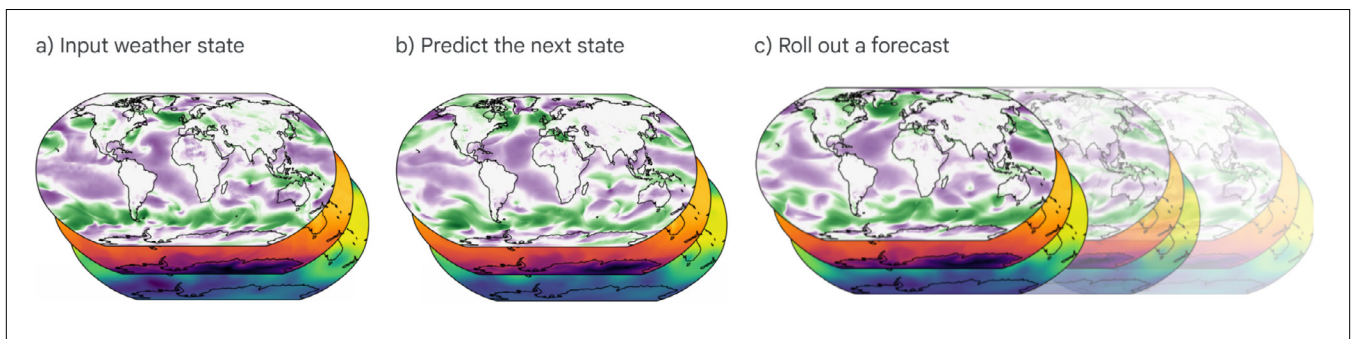 a) Input weather state
b) Predict the next state
c) Roll out a forecast